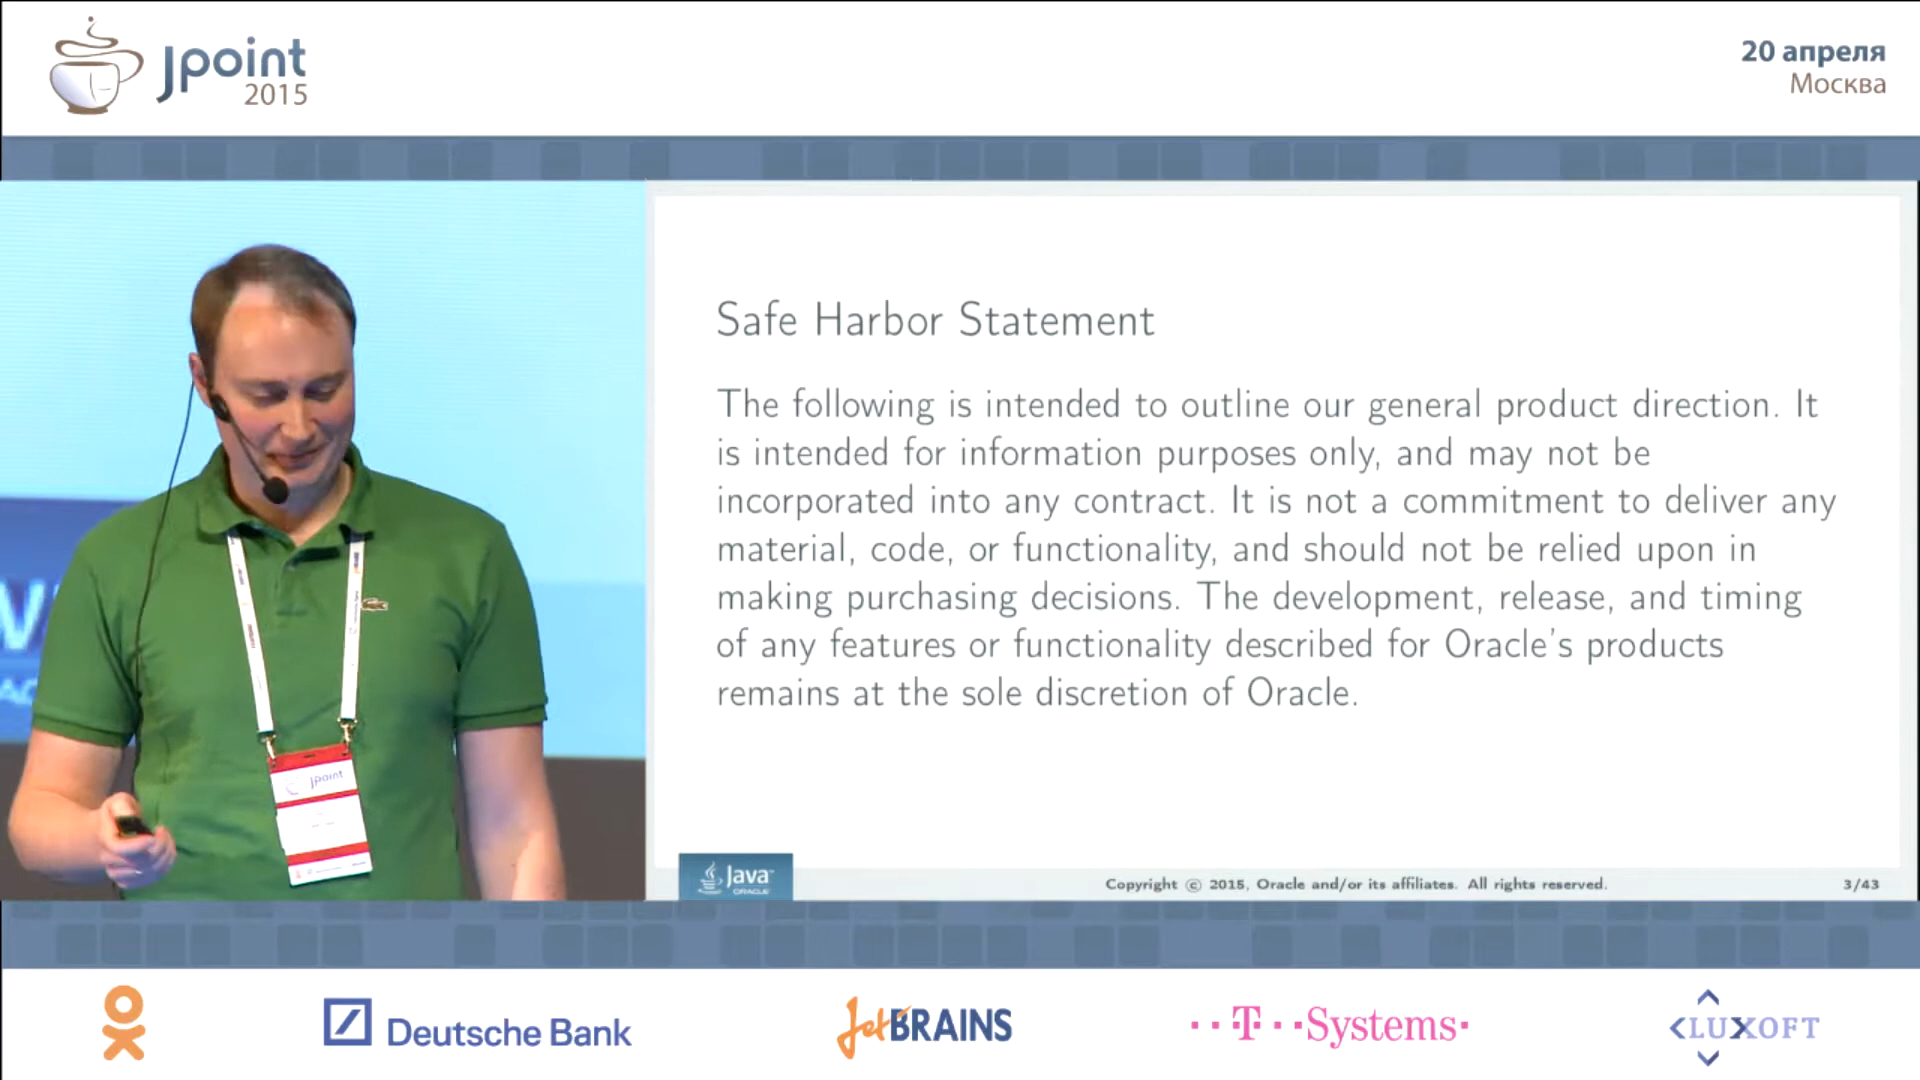 Jpoint
2015
20 апреля
Москва
Safe Harbor Statement
The following is intended to outline our general product direction. It
is intended for information purposes only, and may not be
incorporated into any contract. It is not a commitment to deliver any
material, code, or functionality, and should not be relied upon in
making purchasing decisions. The development, release, and timing
of any features or functionality described for Oracle's products
remains at the sole discretion of Oracle.
Jpoint
Java
ORACLE
Copyright © 2015, Oracle and/or its affiliates. All rights reserved.
3/43
Deutsche Bank
JetBRAINS
··T··Systems·
LUXOFT